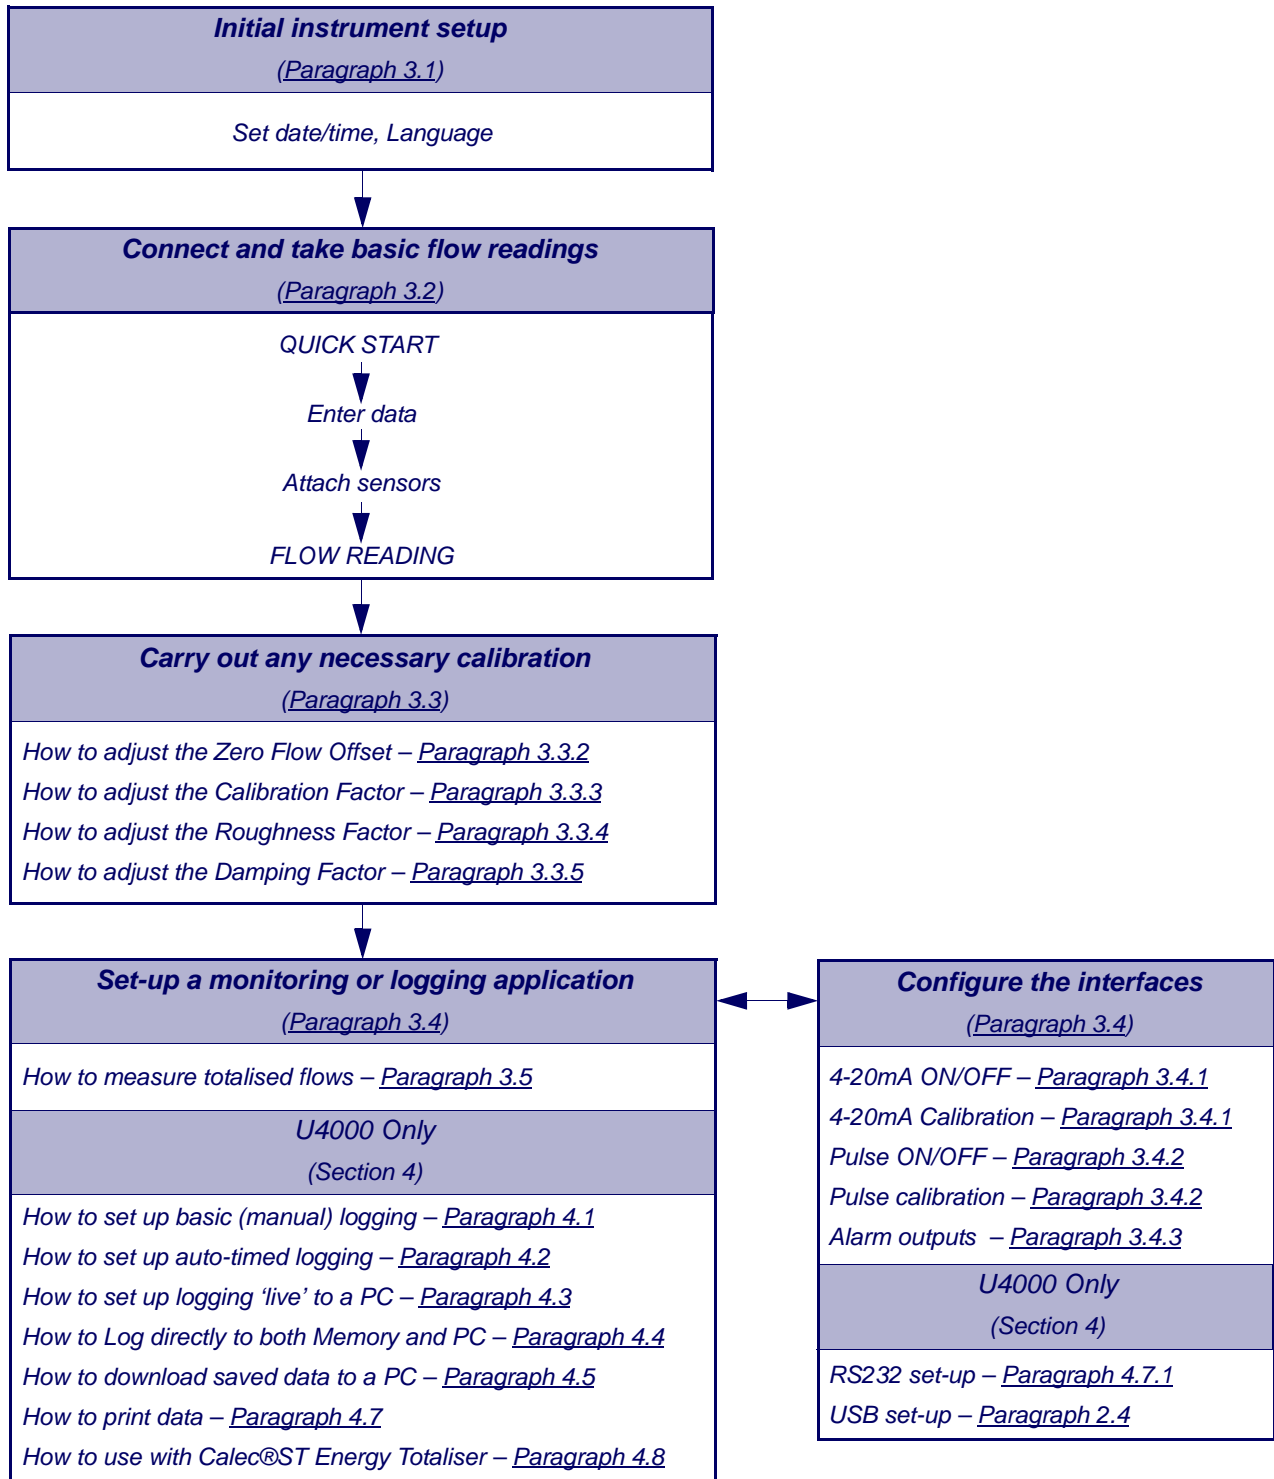 Initial instrument setup
(Paragraph 3.1)
Set date/time, Language
Connect and take basic flow readings
(Paragraph 3.2)
QUICK START
Enter data
Attach sensors
FLOW READING
Carry out any necessary calibration
(Paragraph 3.3)
How to adjust the Zero Flow Offset – Paragraph 3.3.2
How to adjust the Calibration Factor – Paragraph 3.3.3
How to adjust the Roughness Factor – Paragraph 3.3.4
How to adjust the Damping Factor – Paragraph 3.3.5
Set-up a monitoring or logging application
(Paragraph 3.4)
How to measure totalised flows – Paragraph 3.5
U4000 Only
(Section 4)
How to set up basic (manual) logging – Paragraph 4.1
How to set up auto-timed logging – Paragraph 4.2
How to set up logging ‘live’ to a PC – Paragraph 4.3
How to Log directly to both Memory and PC – Paragraph 4.4
How to download saved data to a PC – Paragraph 4.5
How to print data – Paragraph 4.7
How to use with Calec®ST Energy Totaliser – Paragraph 4.8
Configure the interfaces
(Paragraph 3.4)
4-20mA ON/OFF – Paragraph 3.4.1
4-20mA Calibration – Paragraph 3.4.1
Pulse ON/OFF – Paragraph 3.4.2
Pulse calibration – Paragraph 3.4.2
Alarm outputs – Paragraph 3.4.3
U4000 Only
(Section 4)
RS232 set-up – Paragraph 4.7.1
USB set-up – Paragraph 2.4